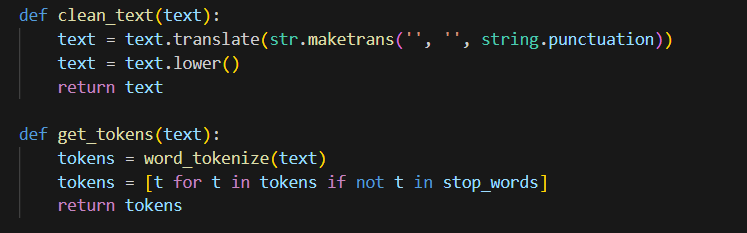 def clean_text(text):
    text = text.translate(str.maketrans('', '', string.punctuation))
    text = text.lower()
    return text

def get_tokens(text):
    tokens = word_tokenize(text)
    tokens = [t for t in tokens if not t in stop_words]
    return tokens